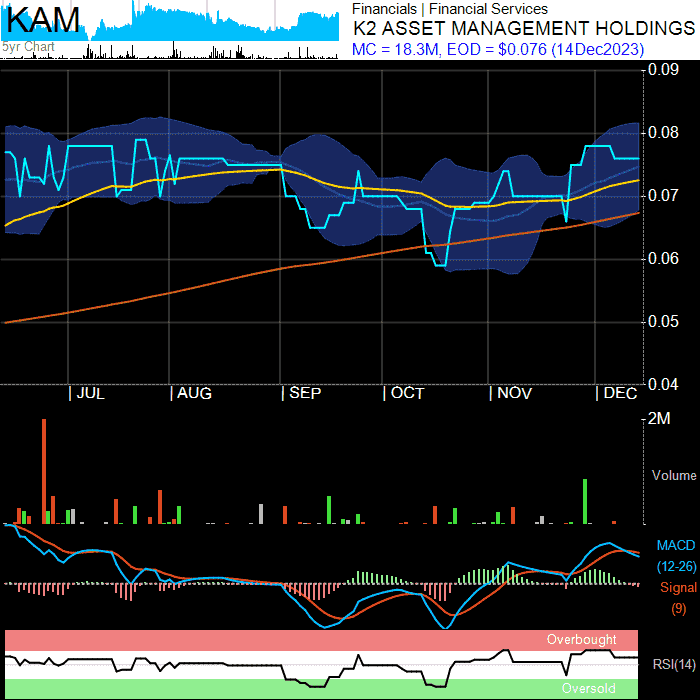 KAM
5yr Chart
Financials | Financial Services
K2 ASSET MANAGEMENT HOLDINGS
MC = 18.3M, EOD = $0.076 (14Dec2023)
0.09
0.08
0.07
0.06
0.05
0.04
JUL AUG SEP OCT NOV DEC
2M
Volume
MACD
(12-26)
Signal
(9)
Overbought
RSI(14)
Oversold